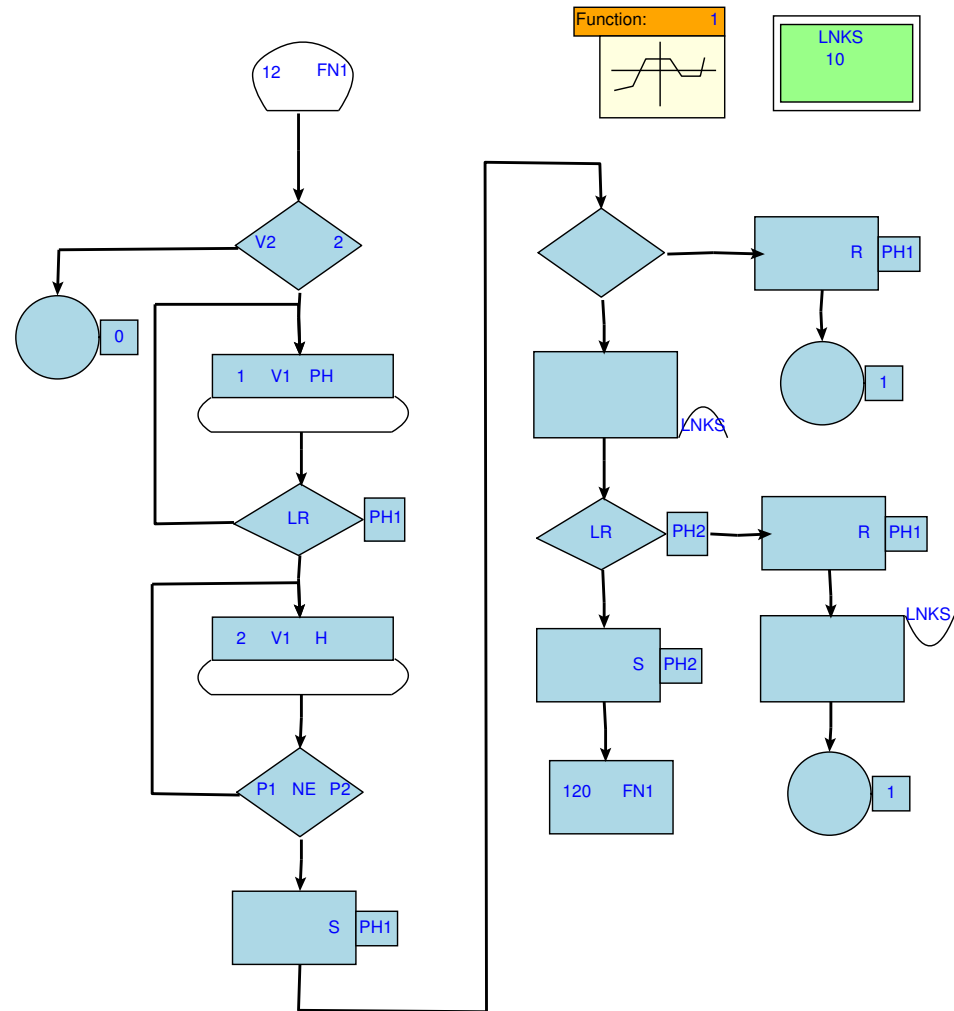 Function: 1
LNKS
10
12 FN1
V2 2
0
1 V1 PH
LR PH1
2 V1 H
P1 NE P2
S PH1
R PH1
1
LNKS
LR PH2
R PH1
LNKS
S PH2
120 FN1
1